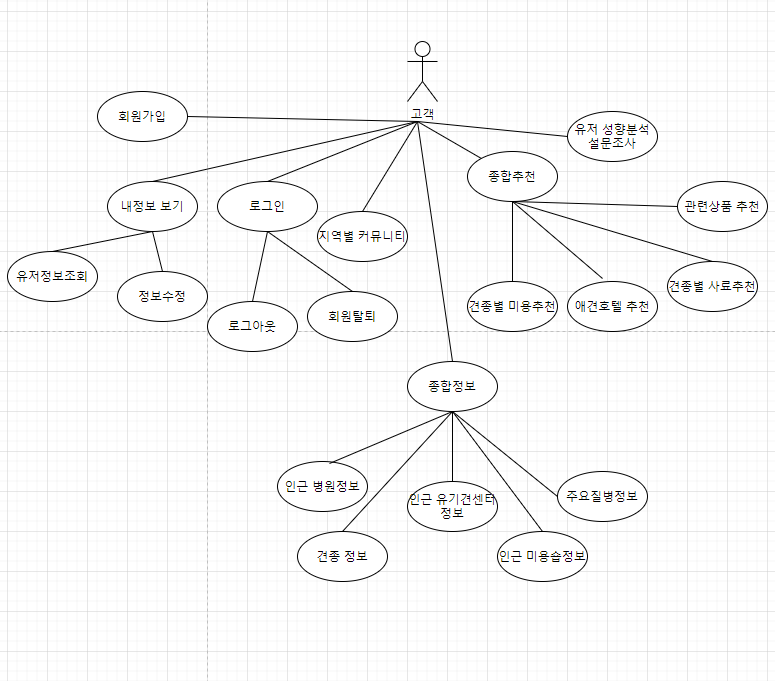 고객
회원가입
유저 성향분석
설문조사
종합추천
내정보 보기
로그인
지역별 커뮤니티
관련상품 추천
유저정보조회
정보수정
로그아웃
회원탈퇴
견종별 미용추천
애견호텔 추천
견종별 사료추천
종합정보
인근 병원정보
인근 유기견센터
정보
주요질병정보
견종 정보
인근 미용습정보